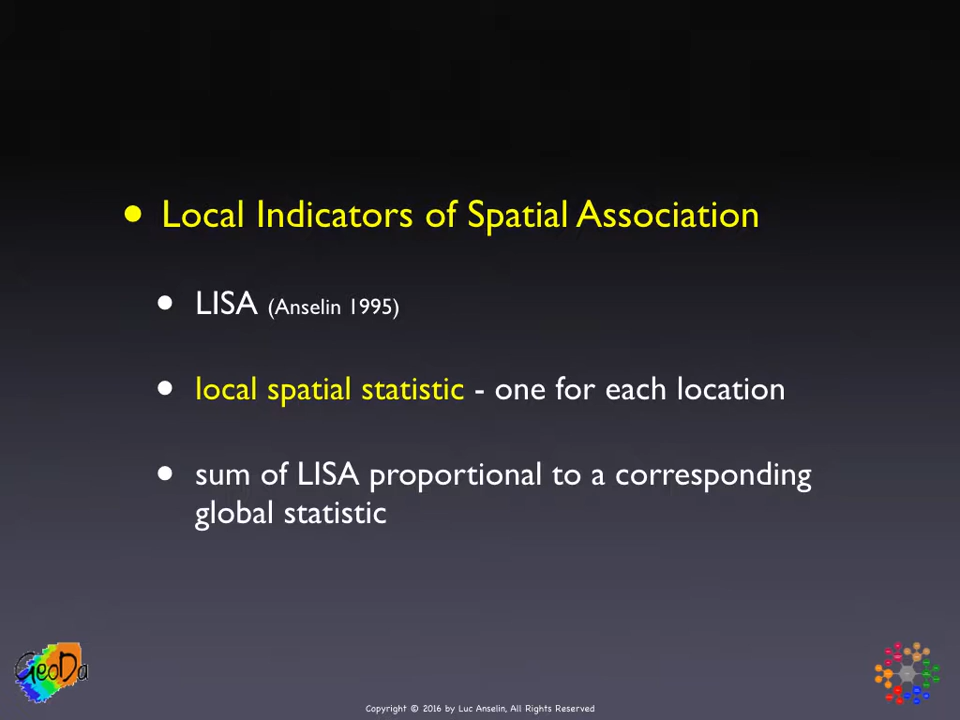 • Local Indicators of Spatial Association
• LISA (Anselin 1995)
• local spatial statistic - one for each location
• sum of LISA proportional to a corresponding
global statistic
GeoDa
Copyright © 2016 by Luc Anselin, All Rights Reserved